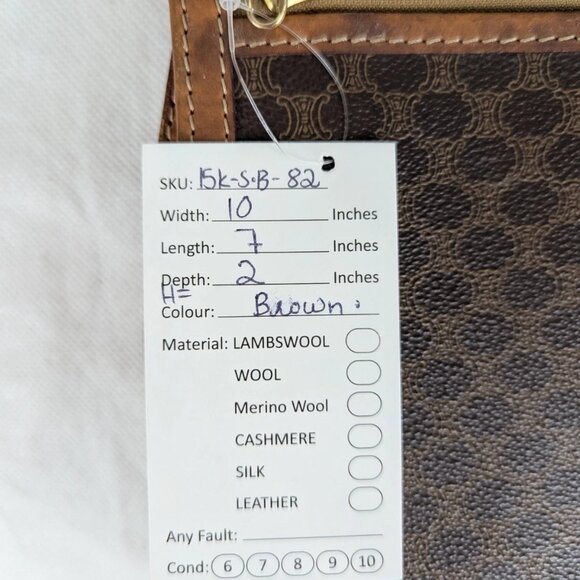 SKU: 15K-S.B-82
Width: 10 Inches
Length: 7 Inches
Depth: 2 Inches
H=
Colour: Brown.
Material: LAMBSWOOL
WOOL
Merino Wool
CASHMERE
SILK
LEATHER
Any Fault:
Cond: 6 7 8 9 10